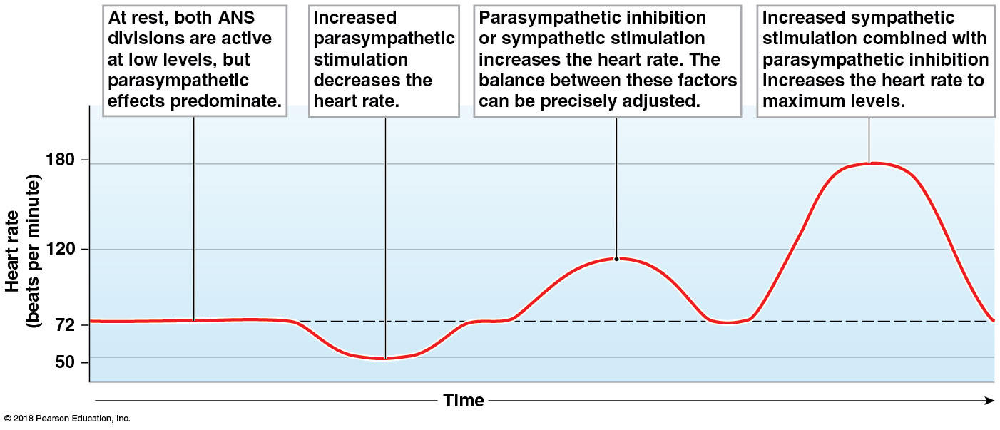 At rest, both ANS
divisions are active
at low levels, but
parasympathetic
effects predominate.
Increased
parasympathetic
stimulation
decreases the
heart rate.
Parasympathetic inhibition
or sympathetic stimulation
increases the heart rate. The
balance between these factors
can be precisely adjusted.
Increased sympathetic
stimulation combined with
parasympathetic inhibition
increases the heart rate to
maximum levels.
Heart rate
(beats per minute)
180
120
72
50
Time
© 2018 Pearson Education, Inc.